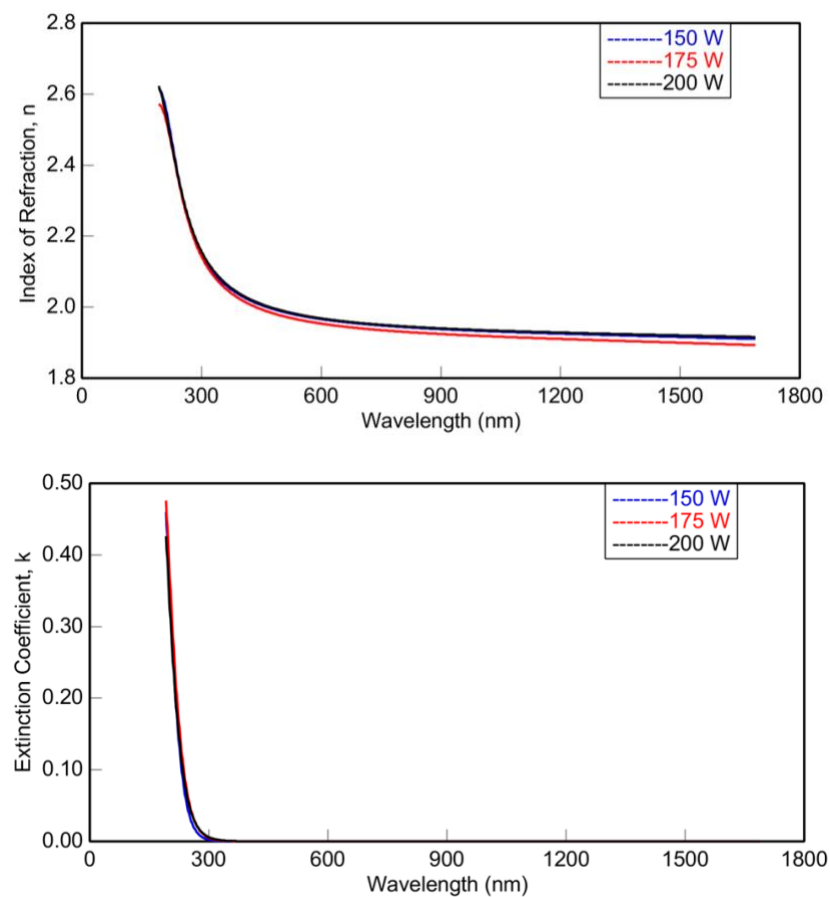 2.8
2.6
2.4
2.2
2.0
1.8
Index of Refraction, n
150 W
175 W
200 W
0
300
600
900
1200
1500
1800
Wavelength (nm)
0.50
0.40
0.30
0.20
0.10
0.00
Extinction Coefficient, k
150 W
175 W
200 W
0
300
600
900
1200
1500
1800
Wavelength (nm)